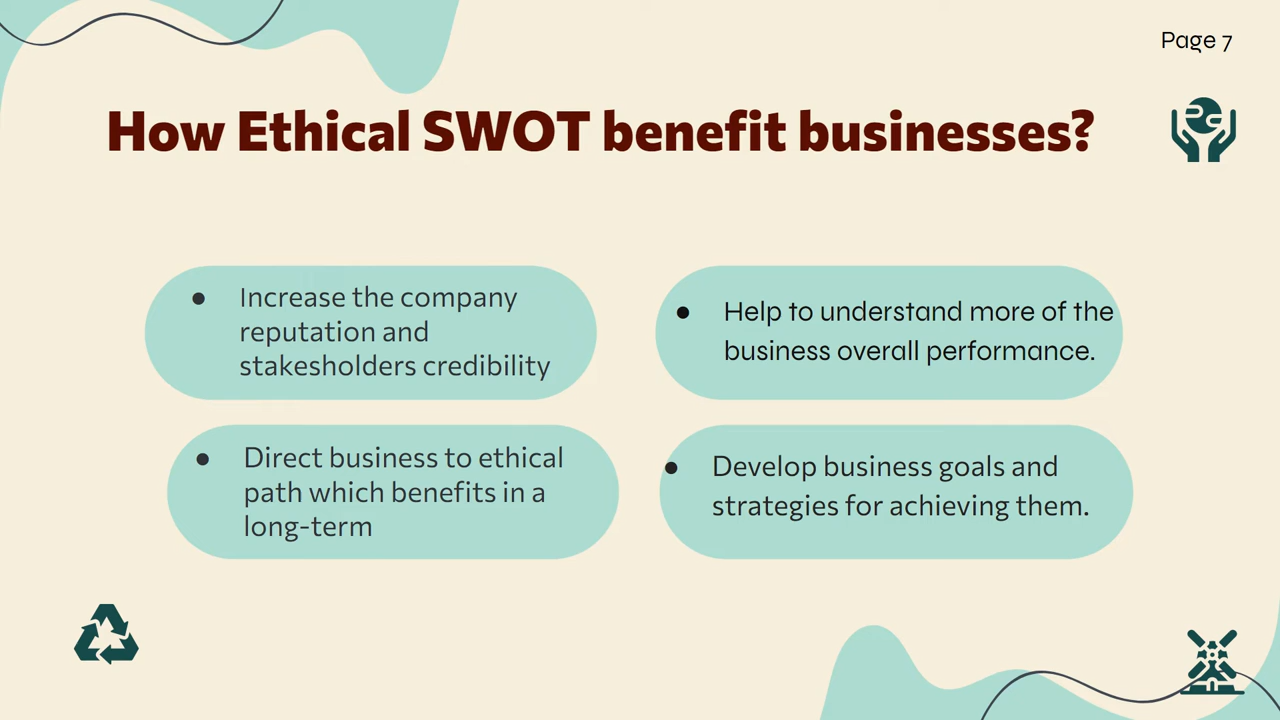 Page 7
How Ethical SWOT benefit businesses?
● Increase the company
reputation and
stakesholders credibility
● Help to understand more of the
business overall performance.
● Direct business to ethical
path which benefits in a
long-term
● Develop business goals and
strategies for achieving them.